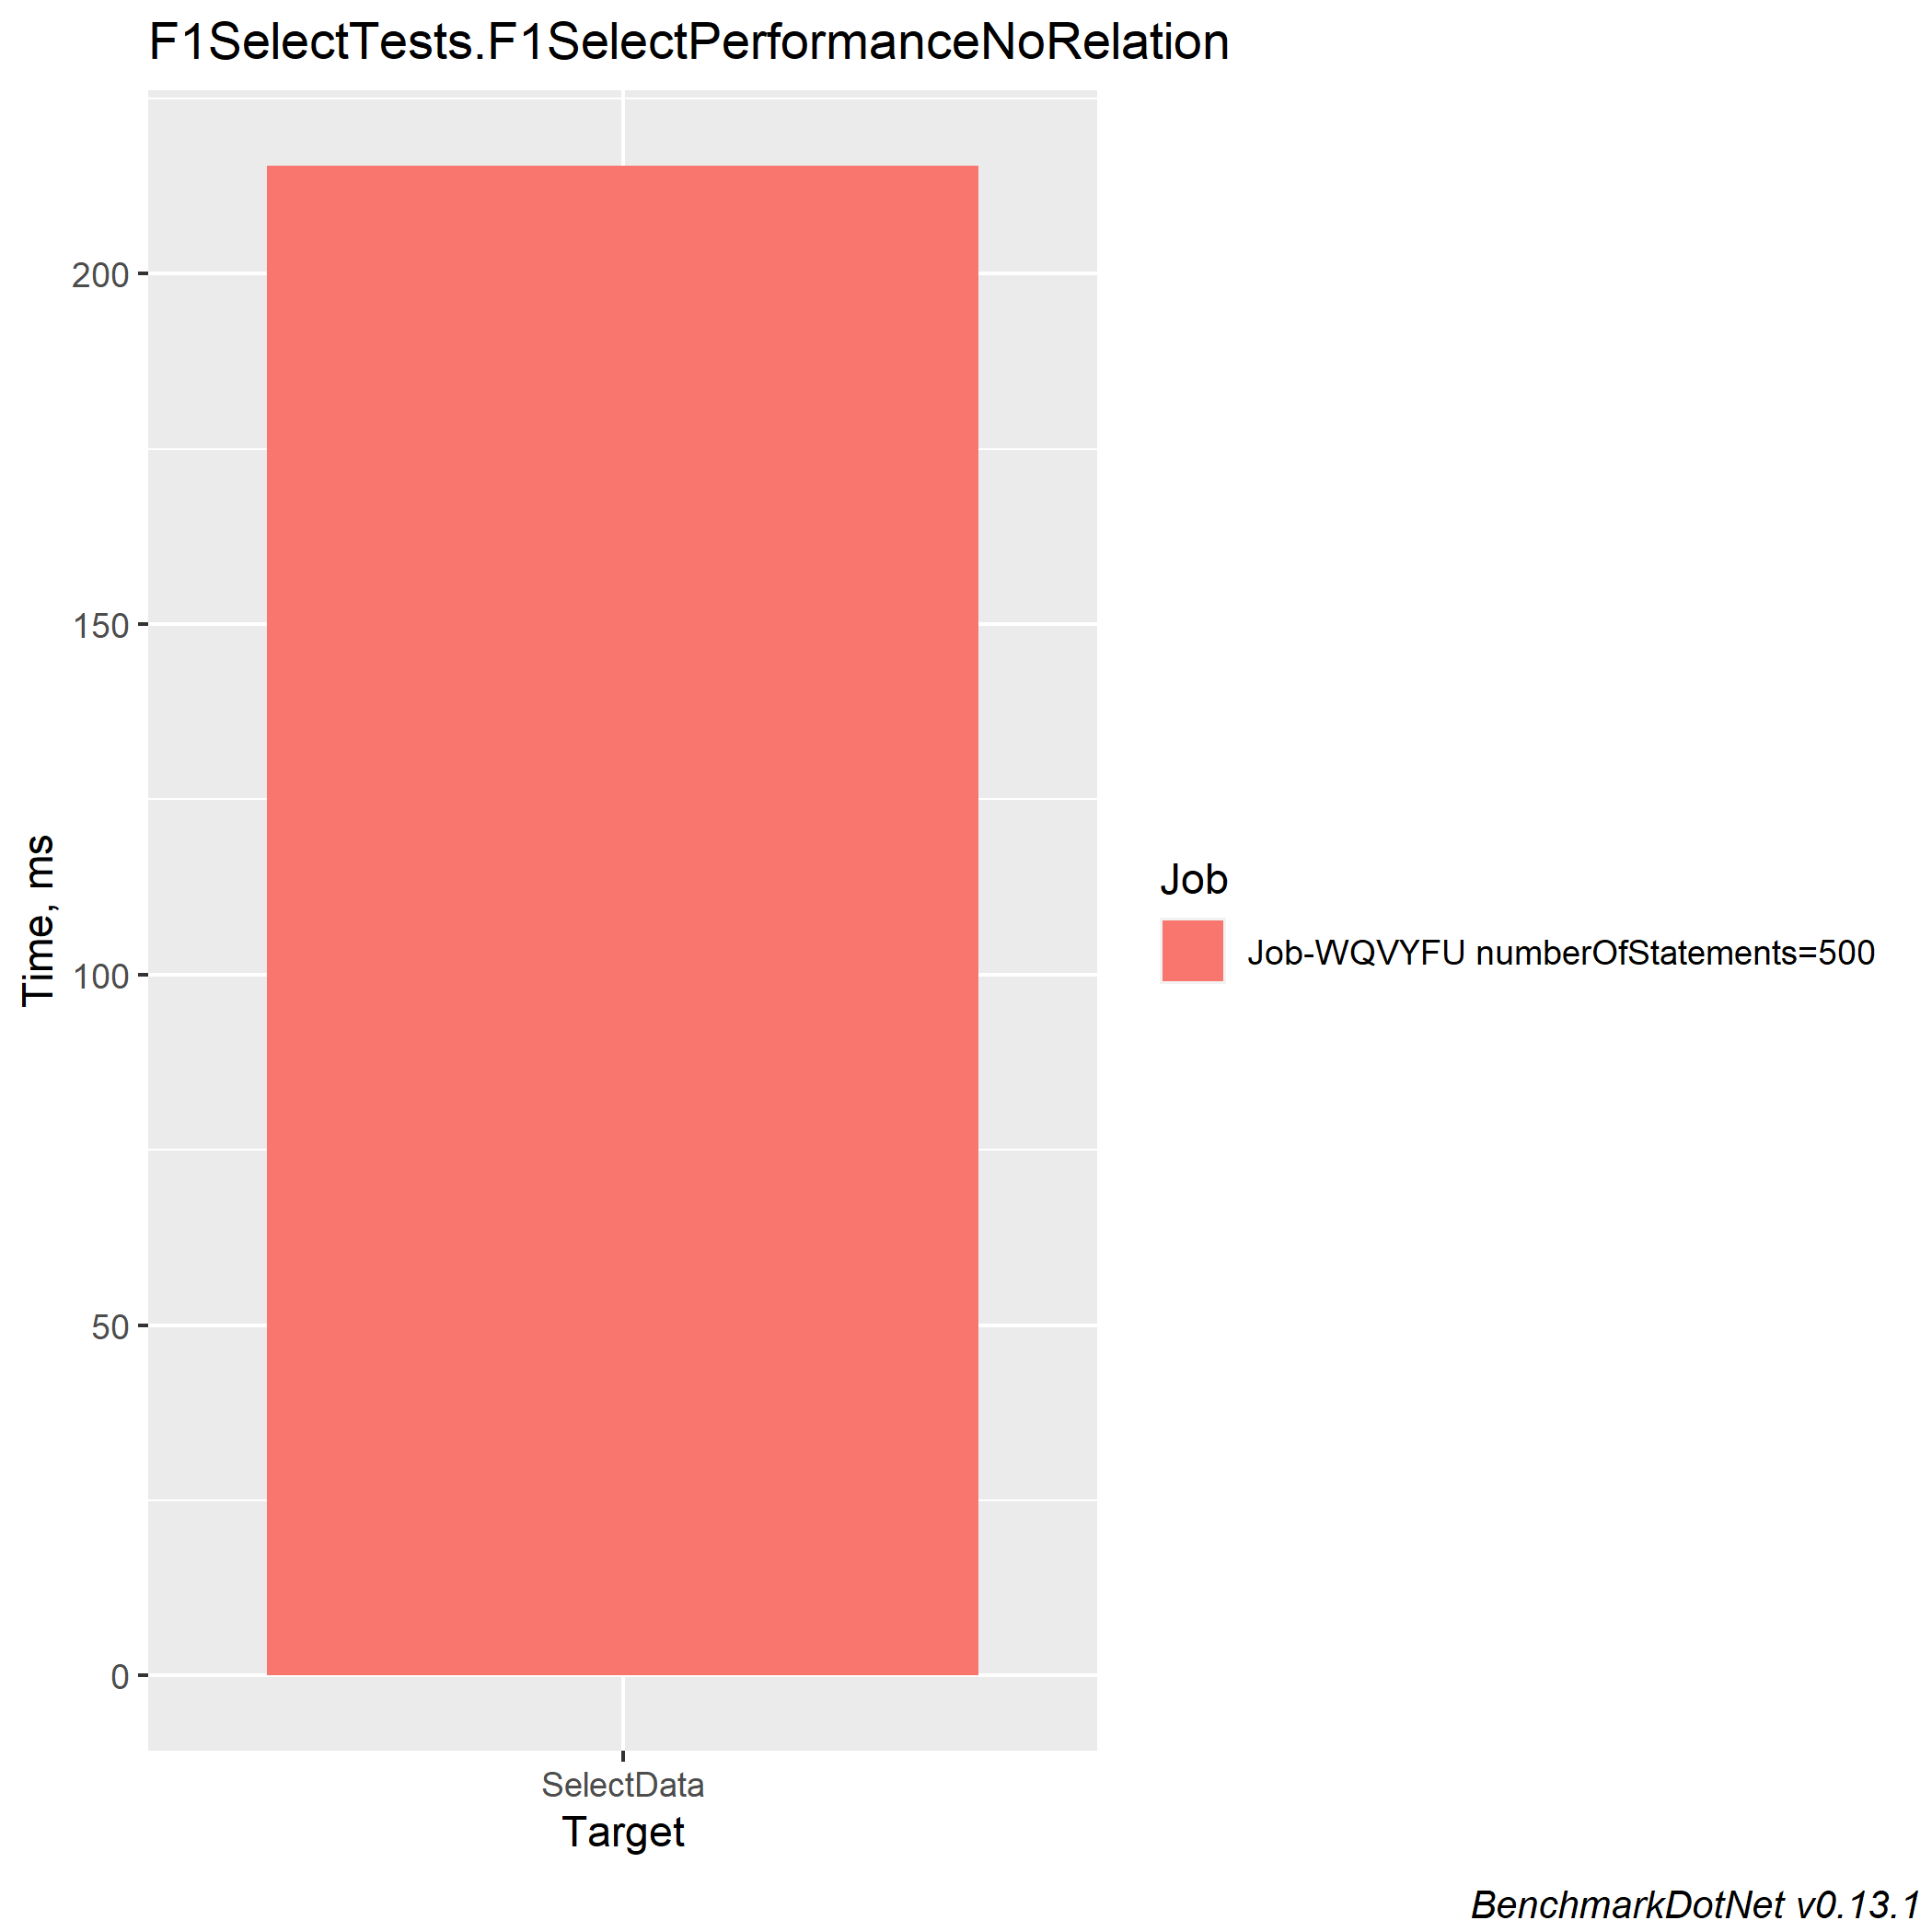 F1SelectTests.F1SelectPerformanceNoRelation
Time, ms
200
150
100
50
0
SelectData
Target
Job
Job-WQVYFU numberOfStatements=500
BenchmarkDotNet v0.13.1